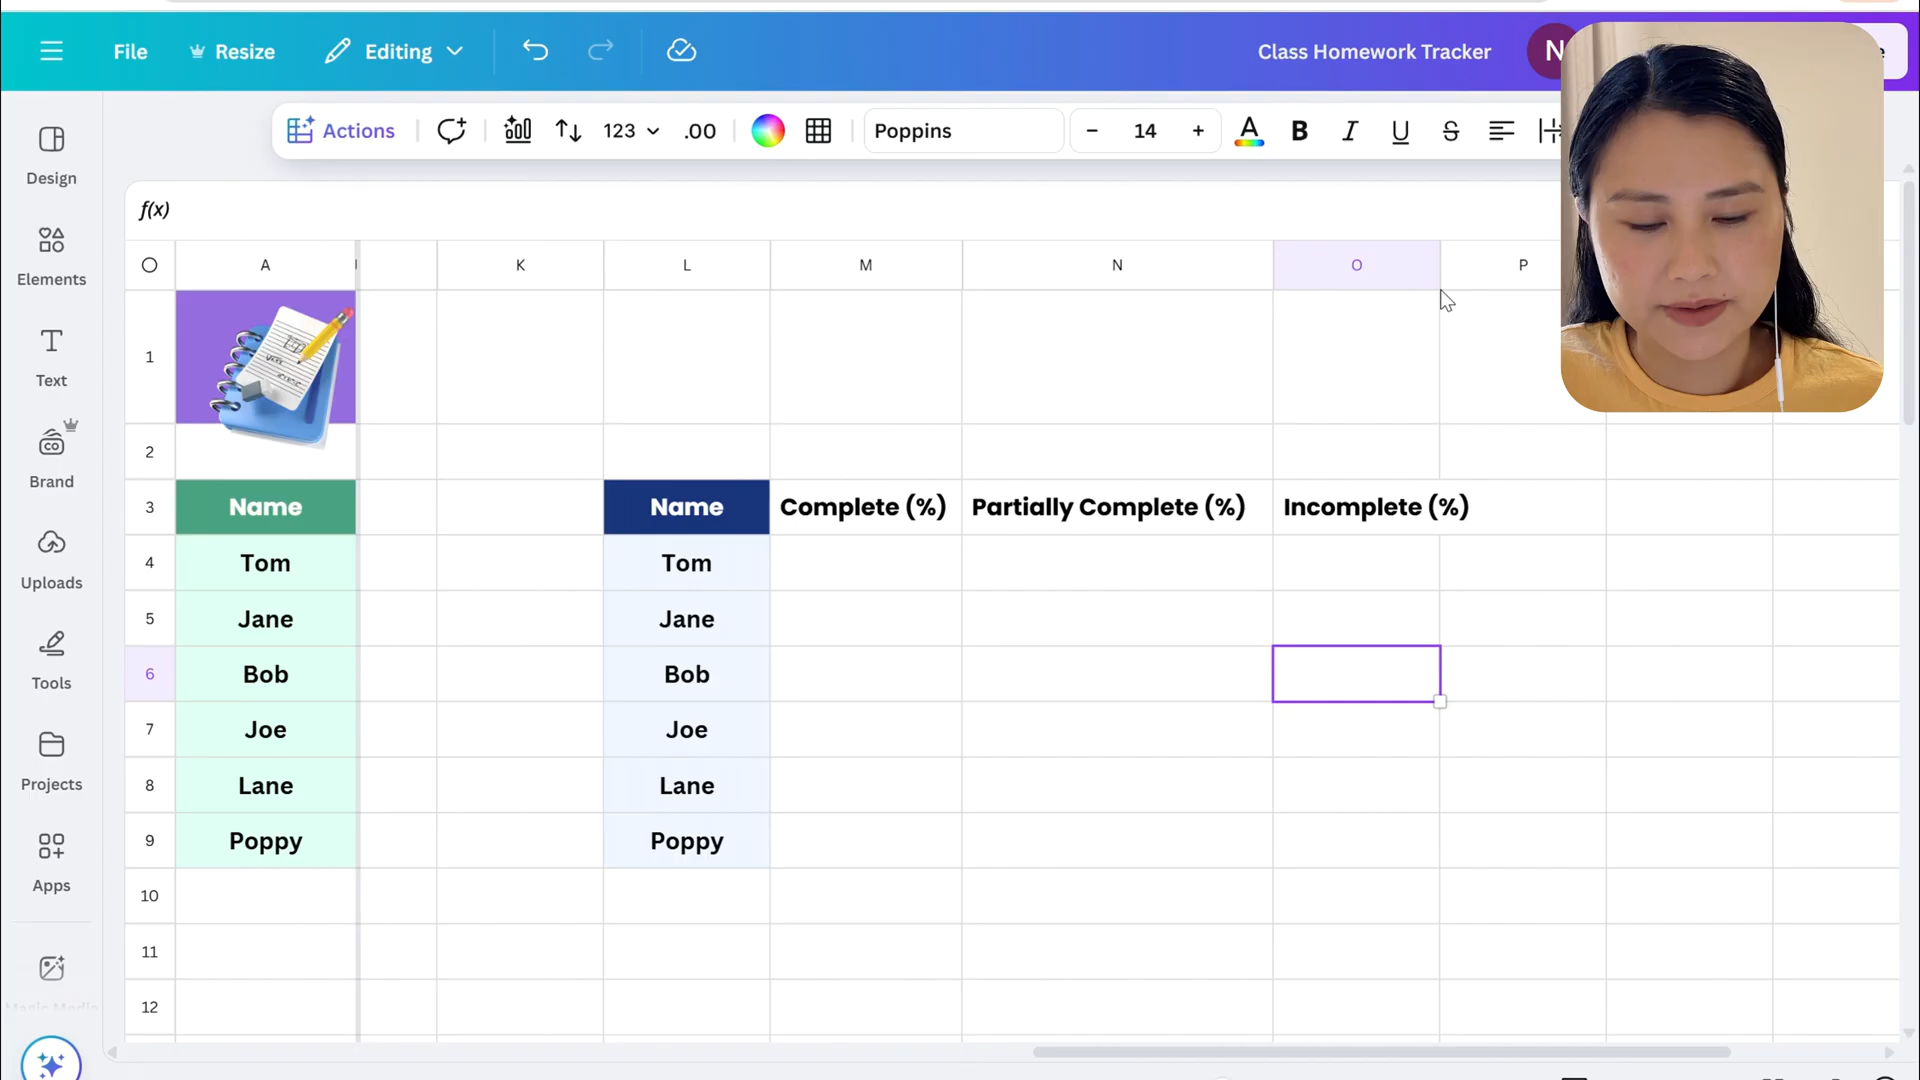 File Resize Editing Class Homework Tracker N e
Actions 123 .00 Poppins – 14 + A B I U S
Design
Elements
Text
Brand
Uploads
Tools
Projects
Apps
f(x)
A J K L M N O P
1
2
3 Name Name Complete (%) Partially Complete (%) Incomplete (%)
4 Tom Tom
5 Jane Jane
6 Bob Bob
7 Joe Joe
8 Lane Lane
9 Poppy Poppy
10
11
12